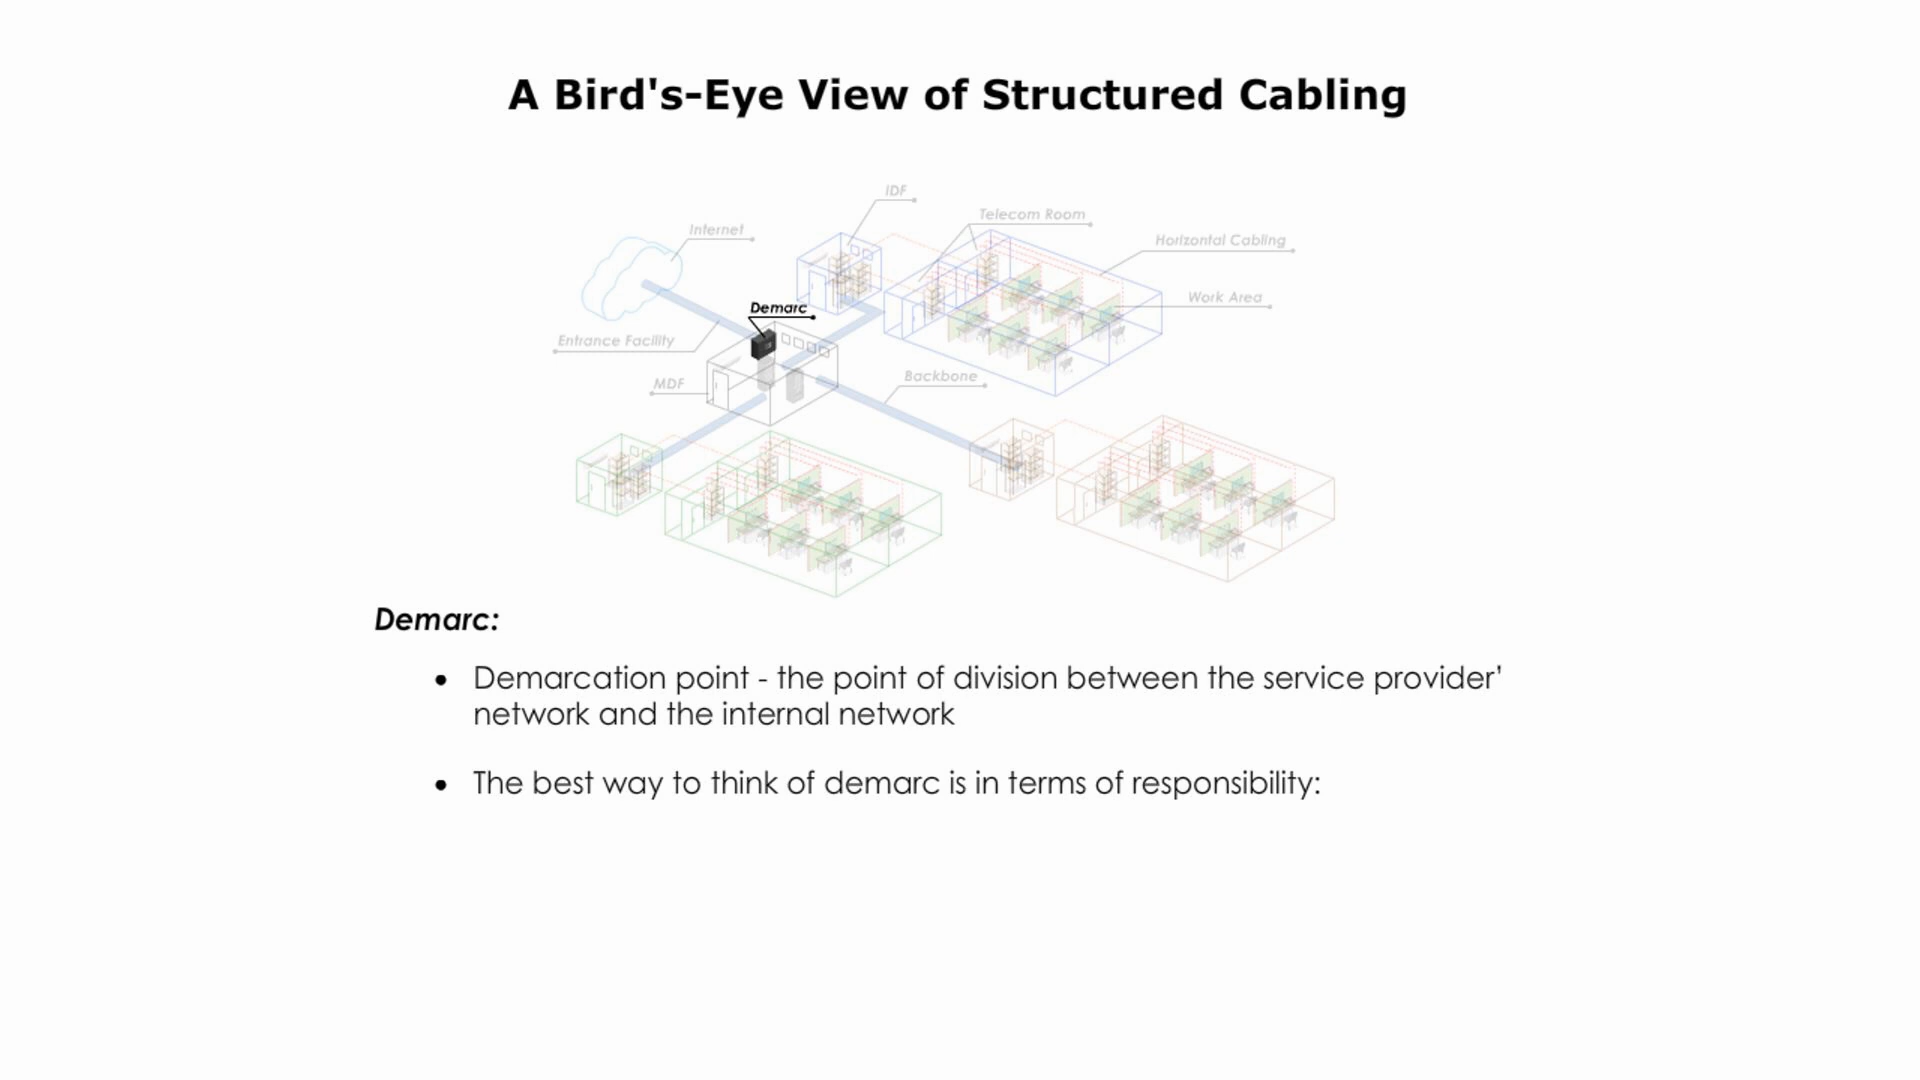 A Bird's-Eye View of Structured Cabling
IDF
Telecom Room
Internet
Horizontal Cabling
Work Area
Demarc
Entrance Facility
MDF
Backbone
Demarc:
• Demarcation point - the point of division between the service provider'
network and the internal network
• The best way to think of demarc is in terms of responsibility: